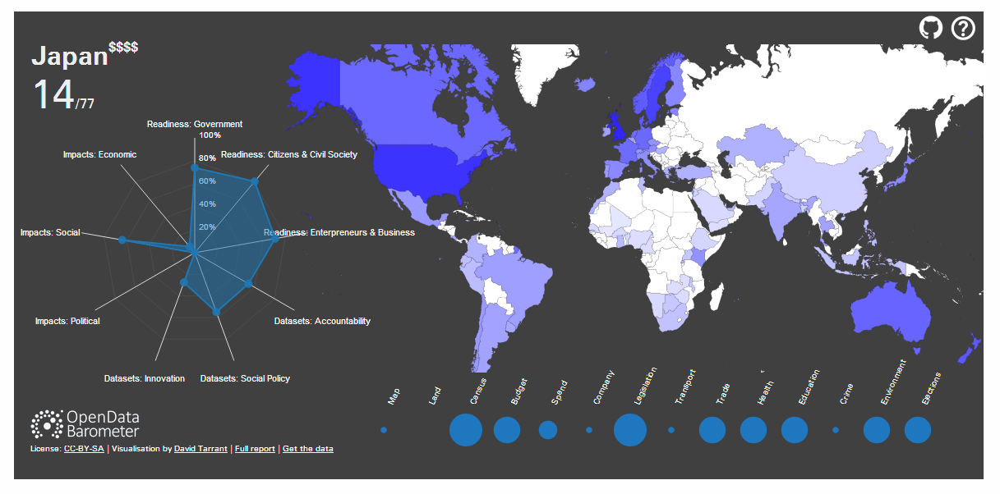 Japan$$$$
14/77
Readiness: Government
100%
Impacts: Economic
80%
Readiness: Citizens & Civil Society
60%
40%
20%
Impacts: Social
Readiness: Enterpreneurs & Business
Impacts: Political
Datasets: Accountability
Datasets: Innovation
Datasets: Social Policy
Map
Land
Census
Budget
Spend
Company
Legislation
Transport
Trade
Health
Education
Crime
Environment
Elections
OpenData
Barometer
License: CC-BY-SA | Visualisation by David Tarrant | Full report | Get the data
?